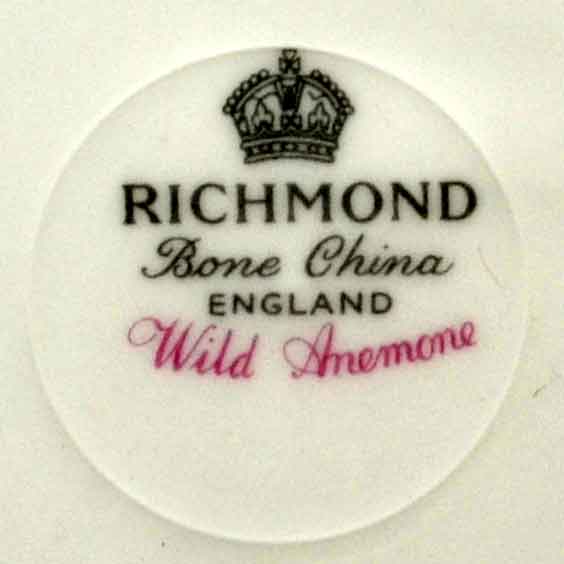 RICHMOND
Bone China
ENGLAND
Wild Anemone